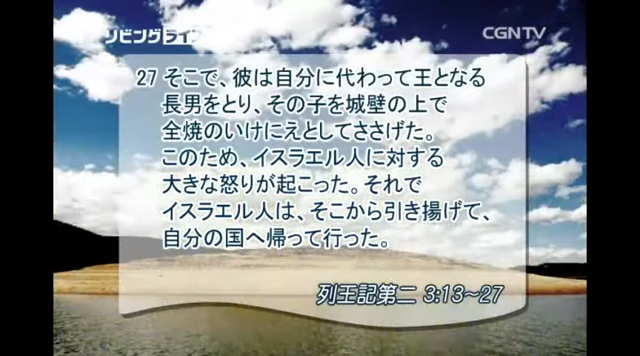 リビングライフ
CGNTV
27 そこで、彼は自分に代わって王となる
長男をとり、その子を城壁の上で
全焼のいけにえとしてささげた。
このため、イスラエル人に対する
大きな怒りが起こった。それで
イスラエル人は、そこから引き揚げて、
自分の国へ帰って行った。
列王記第二 3:13〜27